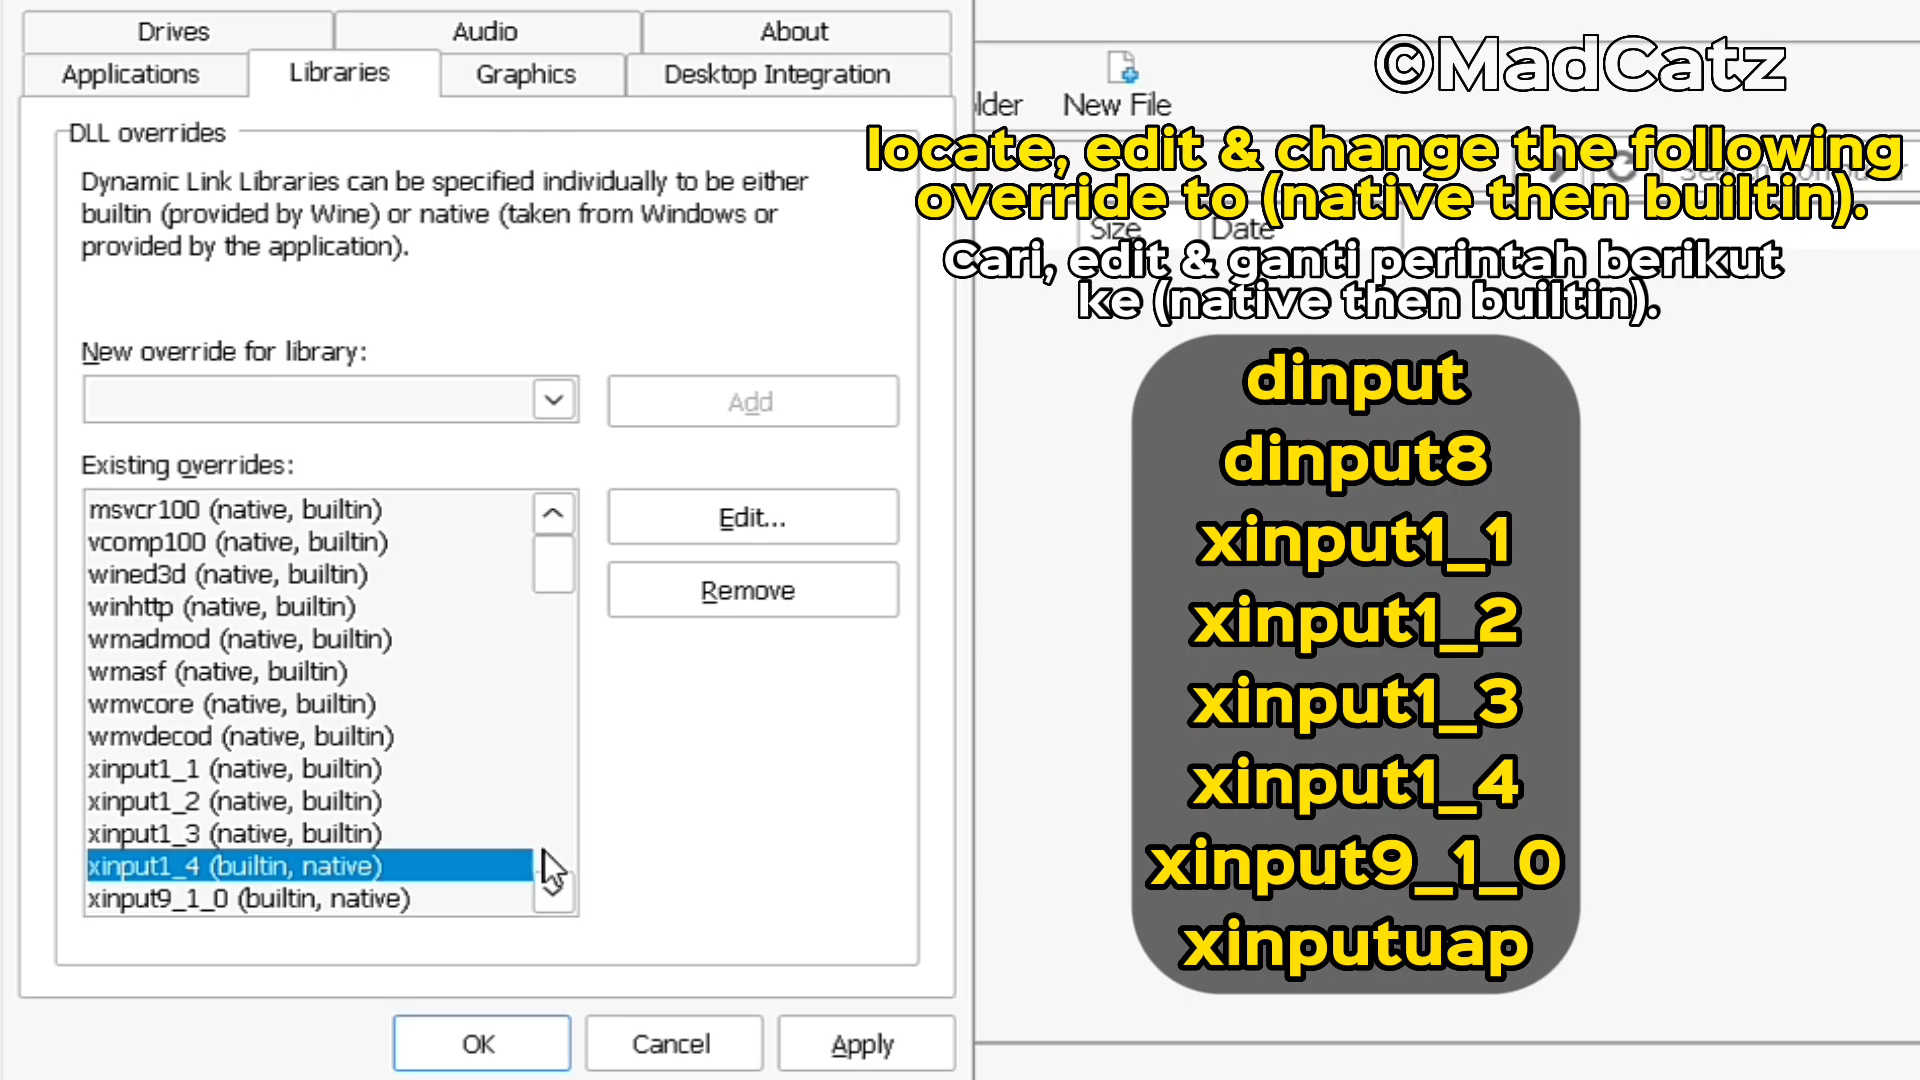 Drives
Audio
About
Applications
Libraries
Graphics
Desktop Integration
DLL overrides
Dynamic Link Libraries can be specified individually to be either
builtin (provided by Wine) or native (taken from Windows or
provided by the application).
New override for library:
Add
Existing overrides:
msvcr100 (native, builtin)
vcomp100 (native, builtin)
wined3d (native, builtin)
winhttp (native, builtin)
wmadmod (native, builtin)
wmasf (native, builtin)
wmvcore (native, builtin)
wmvdecod (native, builtin)
xinput1_1 (native, builtin)
xinput1_2 (native, builtin)
xinput1_3 (native, builtin)
xinput1_4 (builtin, native)
xinput9_1_0 (builtin, native)
Edit...
Remove
OK
Cancel
Apply
lder
New File
©MadCatz
locate, edit & change the following
override to (native then builtin).
Size
Date
Cari, edit & ganti perintah berikut
ke (native then builtin).
dinput
dinput8
xinput1_1
xinput1_2
xinput1_3
xinput1_4
xinput9_1_0
xinputuap